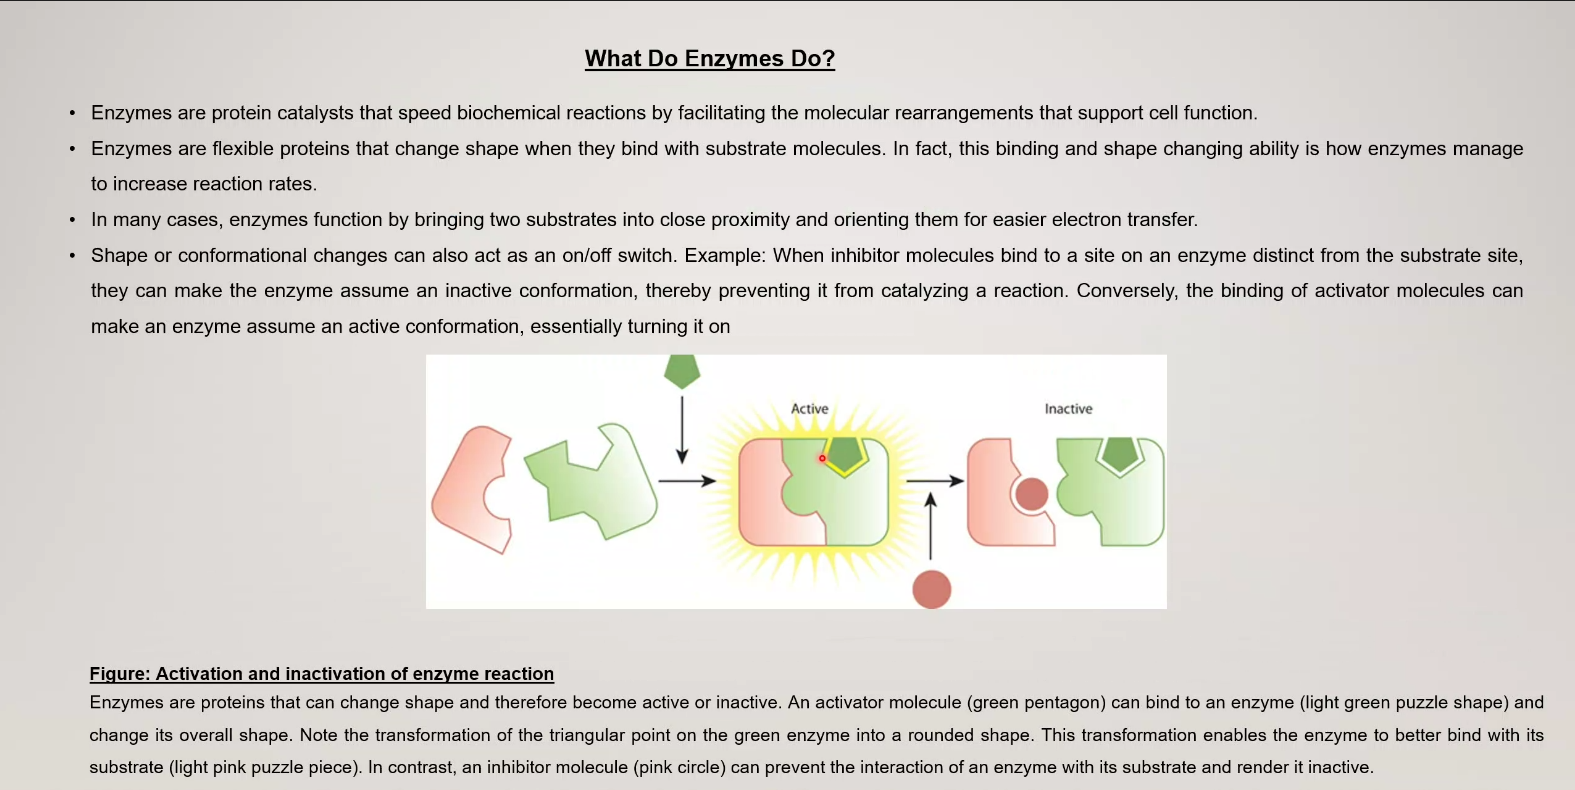 What Do Enzymes Do?
• Enzymes are protein catalysts that speed biochemical reactions by facilitating the molecular rearrangements that support cell function.
• Enzymes are flexible proteins that change shape when they bind with substrate molecules. In fact, this binding and shape changing ability is how enzymes manage
to increase reaction rates.
• In many cases, enzymes function by bringing two substrates into close proximity and orienting them for easier electron transfer.
• Shape or conformational changes can also act as an on/off switch. Example: When inhibitor molecules bind to a site on an enzyme distinct from the substrate site,
they can make the enzyme assume an inactive conformation, thereby preventing it from catalyzing a reaction. Conversely, the binding of activator molecules can
make an enzyme assume an active conformation, essentially turning it on
Active
Inactive
Figure: Activation and inactivation of enzyme reaction
Enzymes are proteins that can change shape and therefore become active or inactive. An activator molecule (green pentagon) can bind to an enzyme (light green puzzle shape) and
change its overall shape. Note the transformation of the triangular point on the green enzyme into a rounded shape. This transformation enables the enzyme to better bind with its
substrate (light pink puzzle piece). In contrast, an inhibitor molecule (pink circle) can prevent the interaction of an enzyme with its substrate and render it inactive.